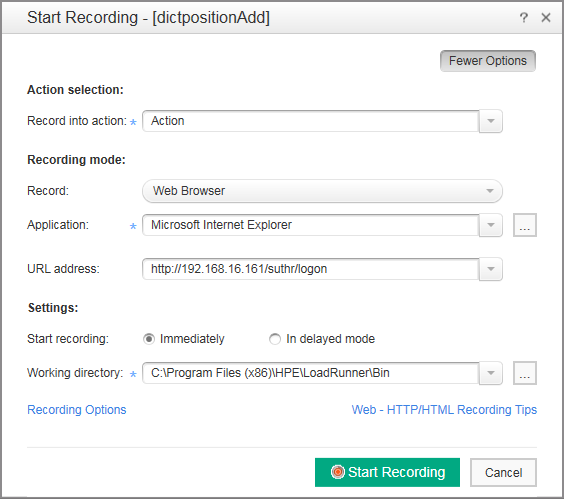 Start Recording - [dictpositionAdd] ? ×
Fewer Options
Action selection:
Record into action: * Action
Recording mode:
Record: Web Browser
Application: * Microsoft Internet Explorer ...
URL address: http://192.168.16.161/suthr/logon
Settings:
Start recording: Immediately In delayed mode
Working directory: * C:\Program Files (x86)\HPE\LoadRunner\Bin ...
Recording Options Web - HTTP/HTML Recording Tips
Start Recording Cancel